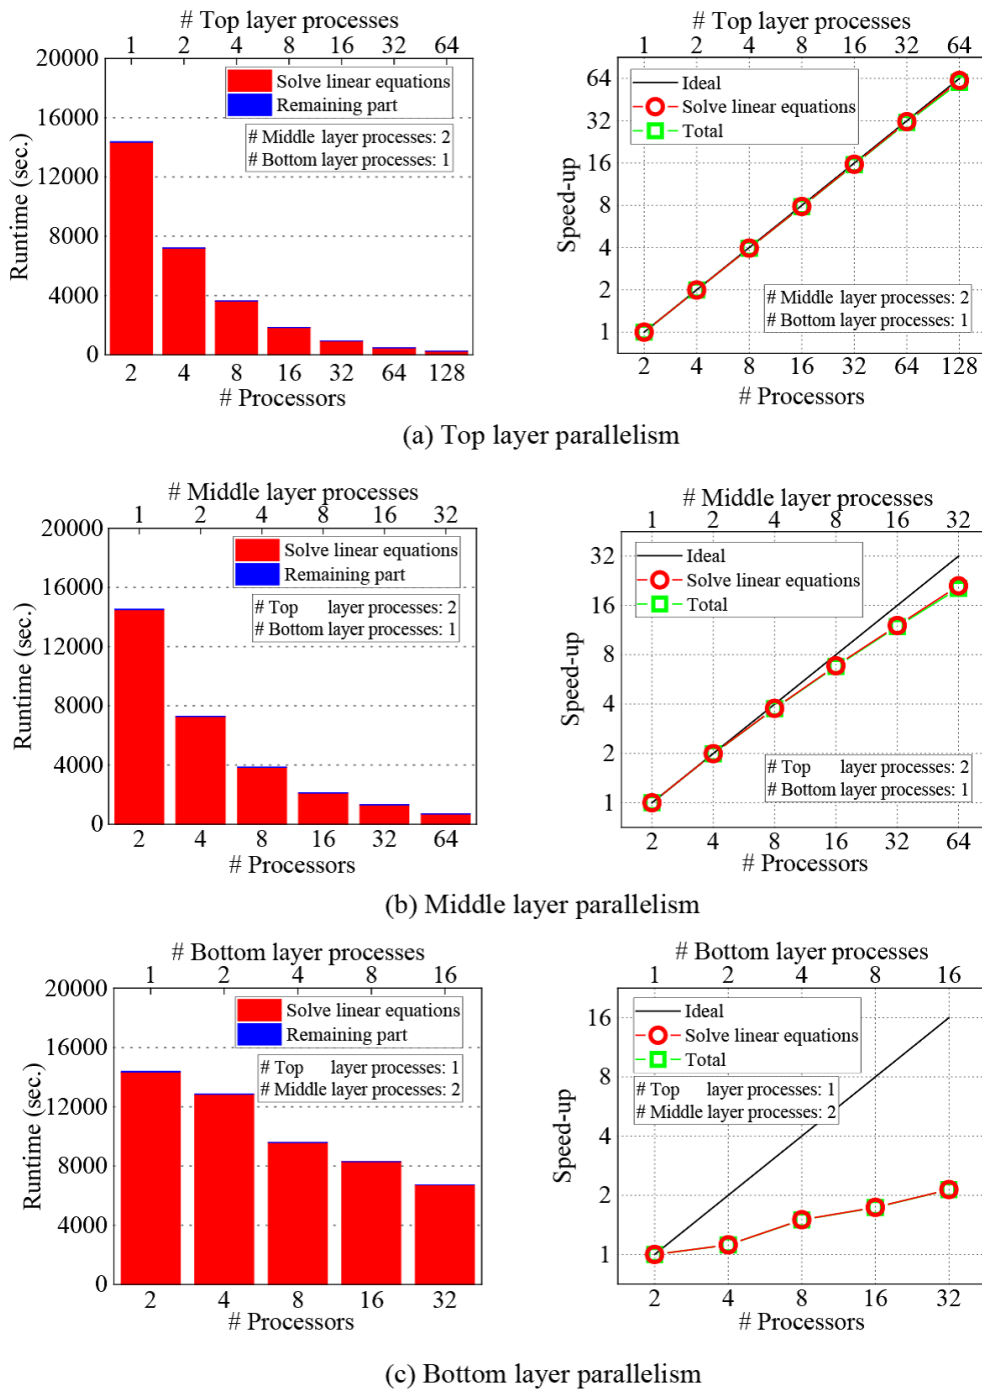 # Top layer processes
1 2 4 8 16 32 64
20000
16000
12000
8000
4000
0
Runtime (sec.)
Solve linear equations
Remaining part
# Middle layer processes: 2
# Bottom layer processes: 1
2 4 8 16 32 64 128
# Processors
# Top layer processes
1 2 4 8 16 32 64
64
32
16
8
4
2
1
Speed-up
Ideal
Solve linear equations
Total
# Middle layer processes: 2
# Bottom layer processes: 1
2 4 8 16 32 64 128
# Processors
(a) Top layer parallelism
# Middle layer processes
1 2 4 8 16 32
20000
16000
12000
8000
4000
0
Runtime (sec.)
Solve linear equations
Remaining part
# Top layer processes: 2
# Bottom layer processes: 1
2 4 8 16 32 64
# Processors
# Middle layer processes
1 2 4 8 16 32
32
16
8
4
2
1
Speed-up
Ideal
Solve linear equations
Total
# Top layer processes: 2
# Bottom layer processes: 1
2 4 8 16 32 64
# Processors
(b) Middle layer parallelism
# Bottom layer processes
1 2 4 8 16
20000
16000
12000
8000
4000
0
Runtime (sec.)
Solve linear equations
Remaining part
# Top layer processes: 1
# Middle layer processes: 2
2 4 8 16 32
# Processors
# Bottom layer processes
1 2 4 8 16
16
8
4
2
1
Speed-up
Ideal
Solve linear equations
Total
# Top layer processes: 1
# Middle layer processes: 2
2 4 8 16 32
# Processors
(c) Bottom layer parallelism